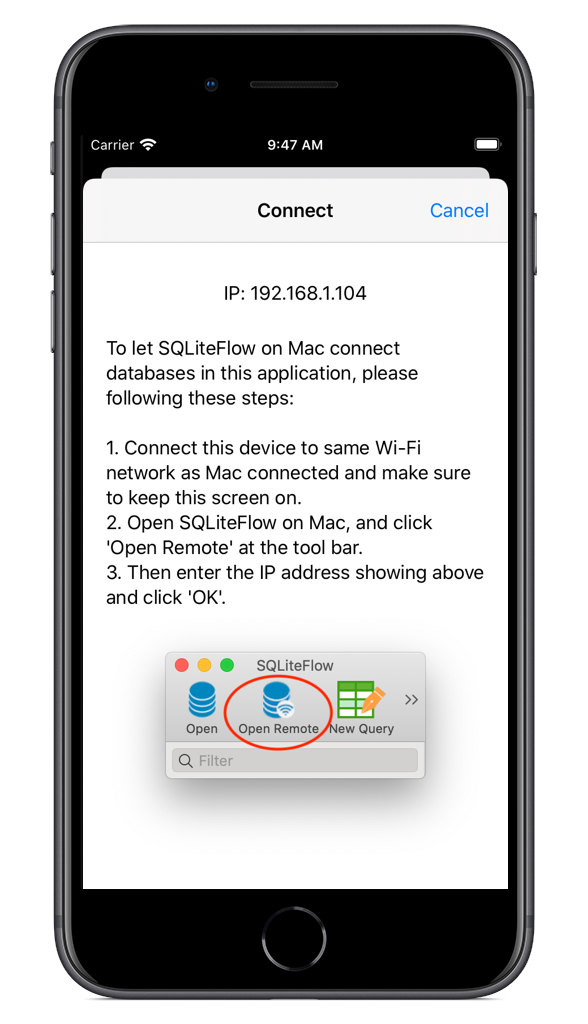 Carrier 9:47 AM
Connect Cancel
IP: 192.168.1.104
To let SQLiteFlow on Mac connect
databases in this application, please
following these steps:
1. Connect this device to same Wi-Fi
network as Mac connected and make sure
to keep this screen on.
2. Open SQLiteFlow on Mac, and click
'Open Remote' at the tool bar.
3. Then enter the IP address showing above
and click 'OK'.
SQLiteFlow
Open Open Remote New Query
Filter